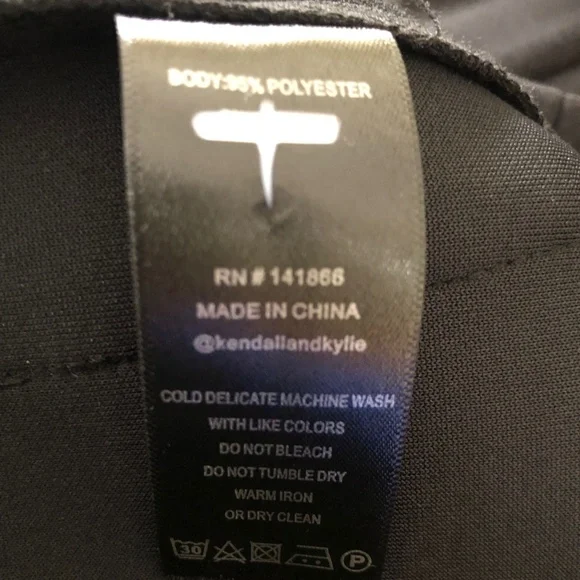 BODY:95% POLYESTER
RN # 141866
MADE IN CHINA
@kendallandkylie
COLD DELICATE MACHINE WASH
WITH LIKE COLORS
DO NOT BLEACH
DO NOT TUMBLE DRY
WARM IRON
OR DRY CLEAN
30
P